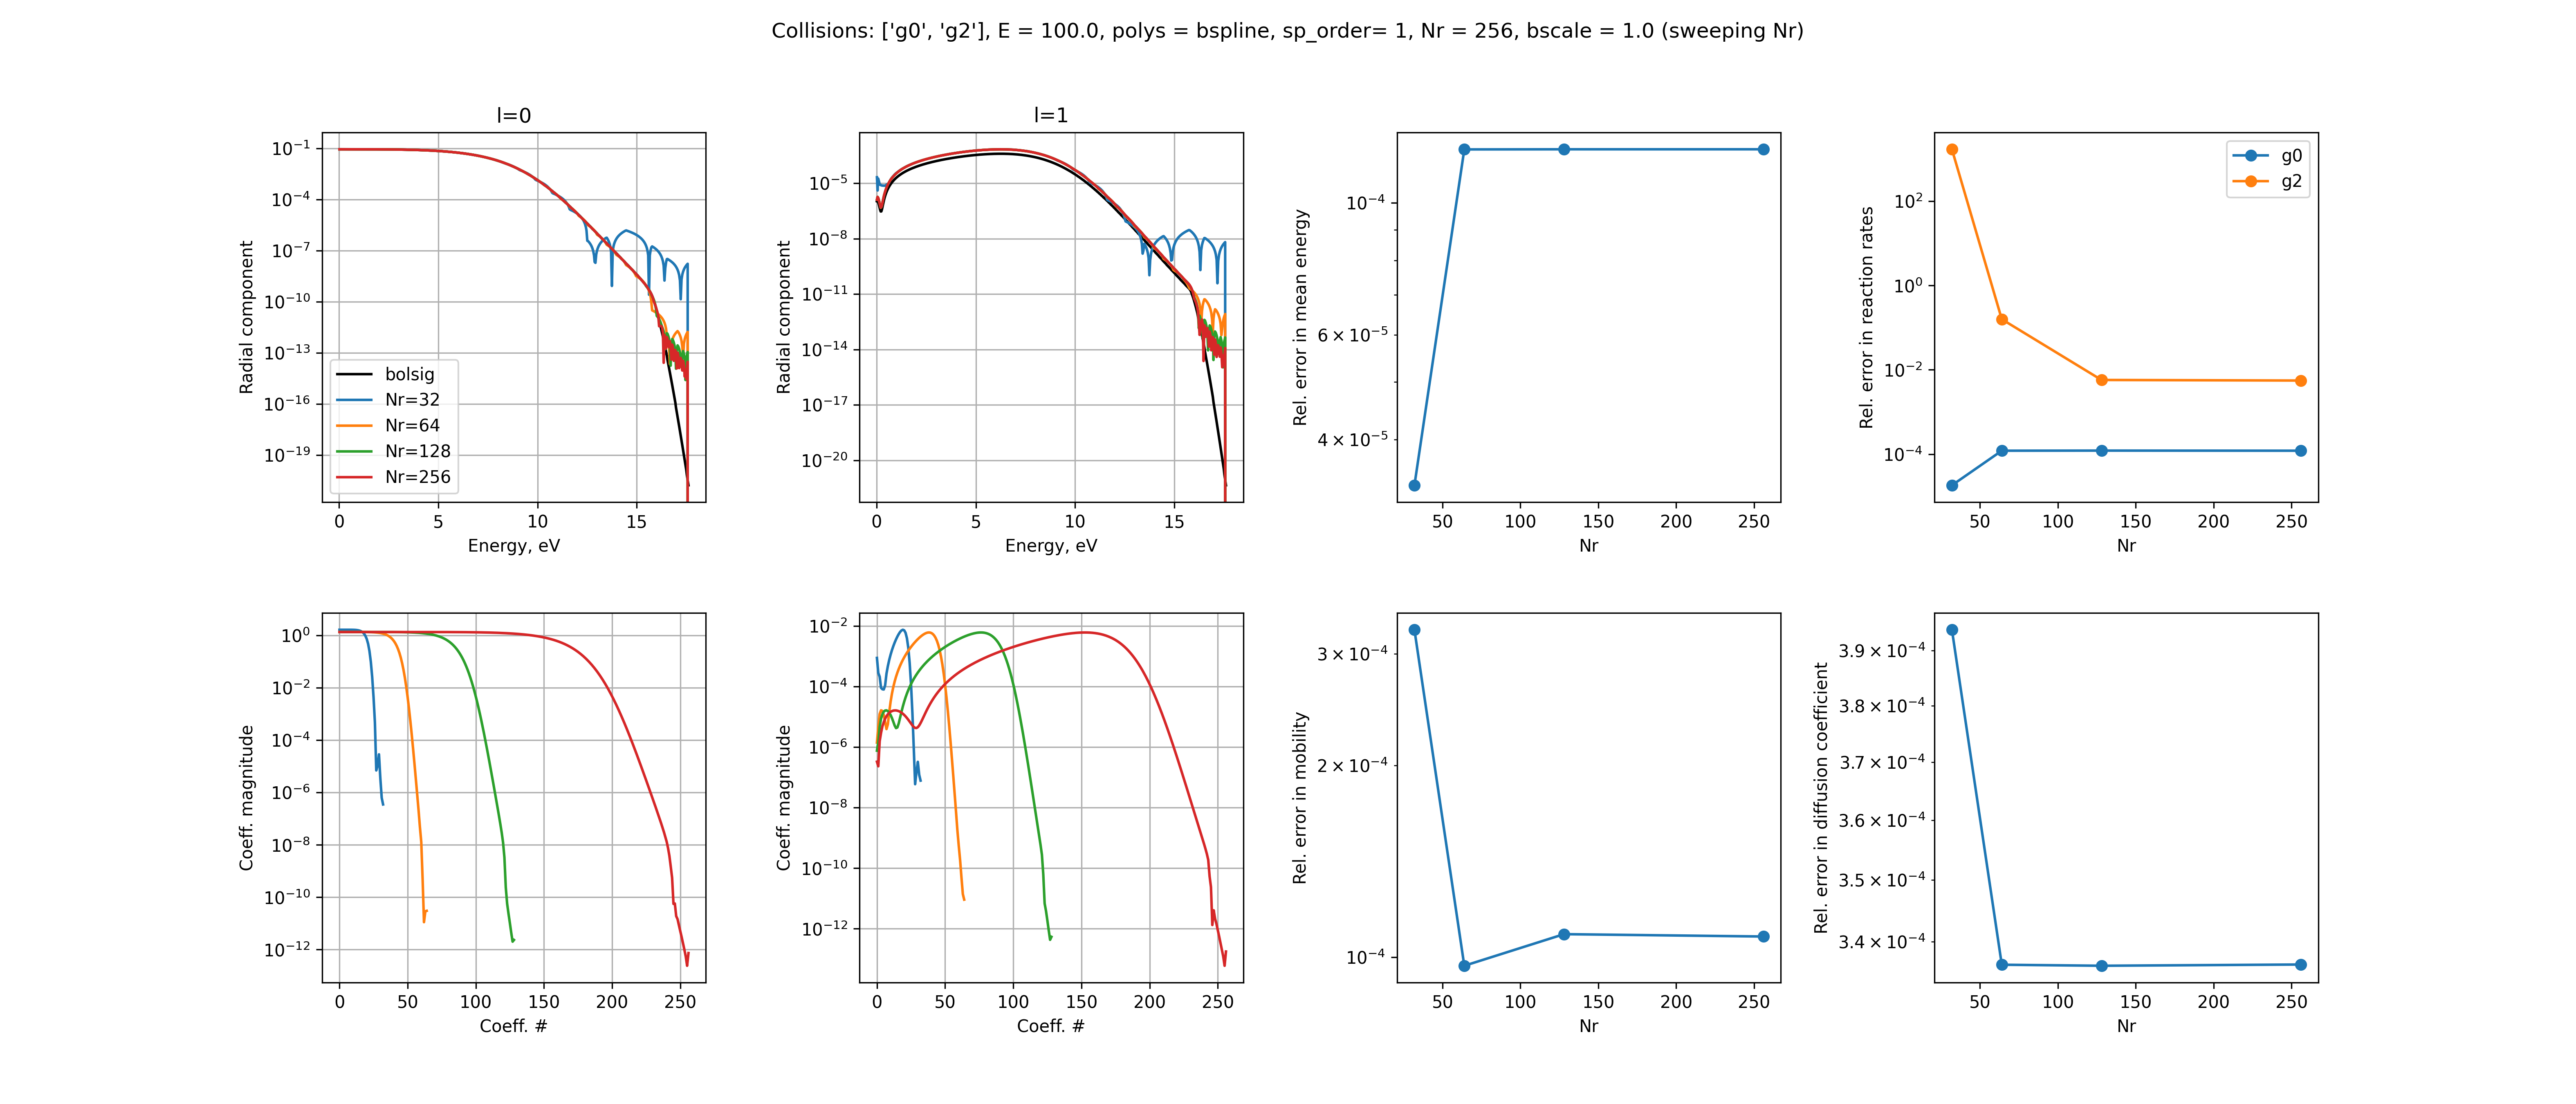 Collisions: ['g0', 'g2'], E = 100.0, polys = bspline, sp_order= 1, Nr = 256, bscale = 1.0 (sweeping Nr)
l=0
Radial component
10⁻¹
10⁻⁴
10⁻⁷
10⁻¹⁰
10⁻¹³
10⁻¹⁶
10⁻¹⁹
bolsig
Nr=32
Nr=64
Nr=128
Nr=256
0 5 10 15
Energy, eV
l=1
Radial component
10⁻⁵
10⁻⁸
10⁻¹¹
10⁻¹⁴
10⁻¹⁷
10⁻²⁰
0 5 10 15
Energy, eV
Rel. error in mean energy
10⁻⁴
6 × 10⁻⁵
4 × 10⁻⁵
50 100 150 200 250
Nr
Rel. error in reaction rates
10²
10⁰
10⁻²
10⁻⁴
g0
g2
50 100 150 200 250
Nr
Coeff. magnitude
10⁰
10⁻²
10⁻⁴
10⁻⁶
10⁻⁸
10⁻¹⁰
10⁻¹²
0 50 100 150 200 250
Coeff. #
Coeff. magnitude
10⁻²
10⁻⁴
10⁻⁶
10⁻⁸
10⁻¹⁰
10⁻¹²
0 50 100 150 200 250
Coeff. #
Rel. error in mobility
3 × 10⁻⁴
2 × 10⁻⁴
10⁻⁴
50 100 150 200 250
Nr
Rel. error in diffusion coefficient
3.9 × 10⁻⁴
3.8 × 10⁻⁴
3.7 × 10⁻⁴
3.6 × 10⁻⁴
3.5 × 10⁻⁴
3.4 × 10⁻⁴
50 100 150 200 250
Nr